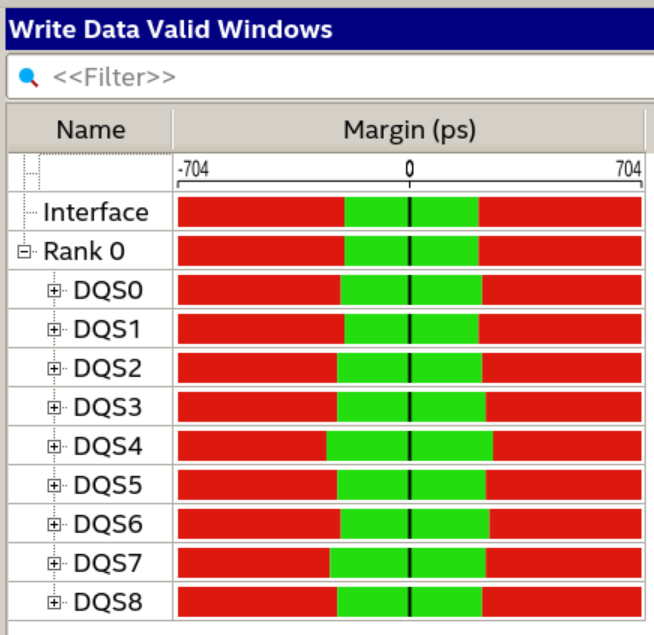 Write Data Valid Windows
<<Filter>>
Name Margin (ps)
-704 0 704
Interface
Rank 0
DQS0
DQS1
DQS2
DQS3
DQS4
DQS5
DQS6
DQS7
DQS8